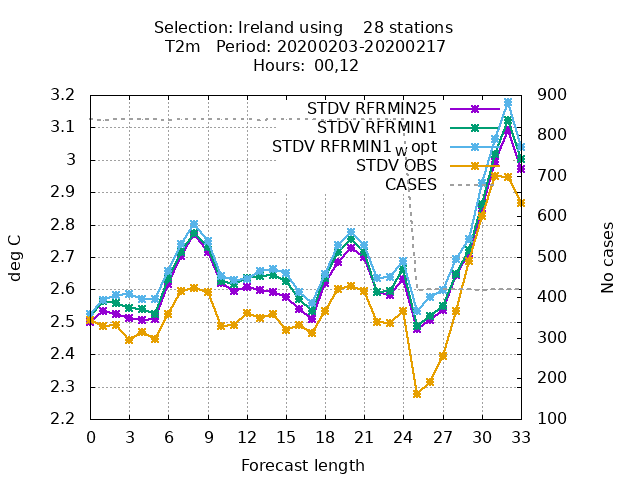 Selection: Ireland using    28 stations
T2m   Period: 20200203-20200217
Hours:  00,12
STDV RFRMIN25
STDV RFRMIN1
STDV RFRMIN1_W opt
STDV OBS
CASES
3.2
3.1
3
2.9
2.8
2.7
2.6
2.5
2.4
2.3
2.2
deg C
900
800
700
600
500
400
300
200
100
No cases
0 3 6 9 12 15 18 21 24 27 30 33
Forecast length